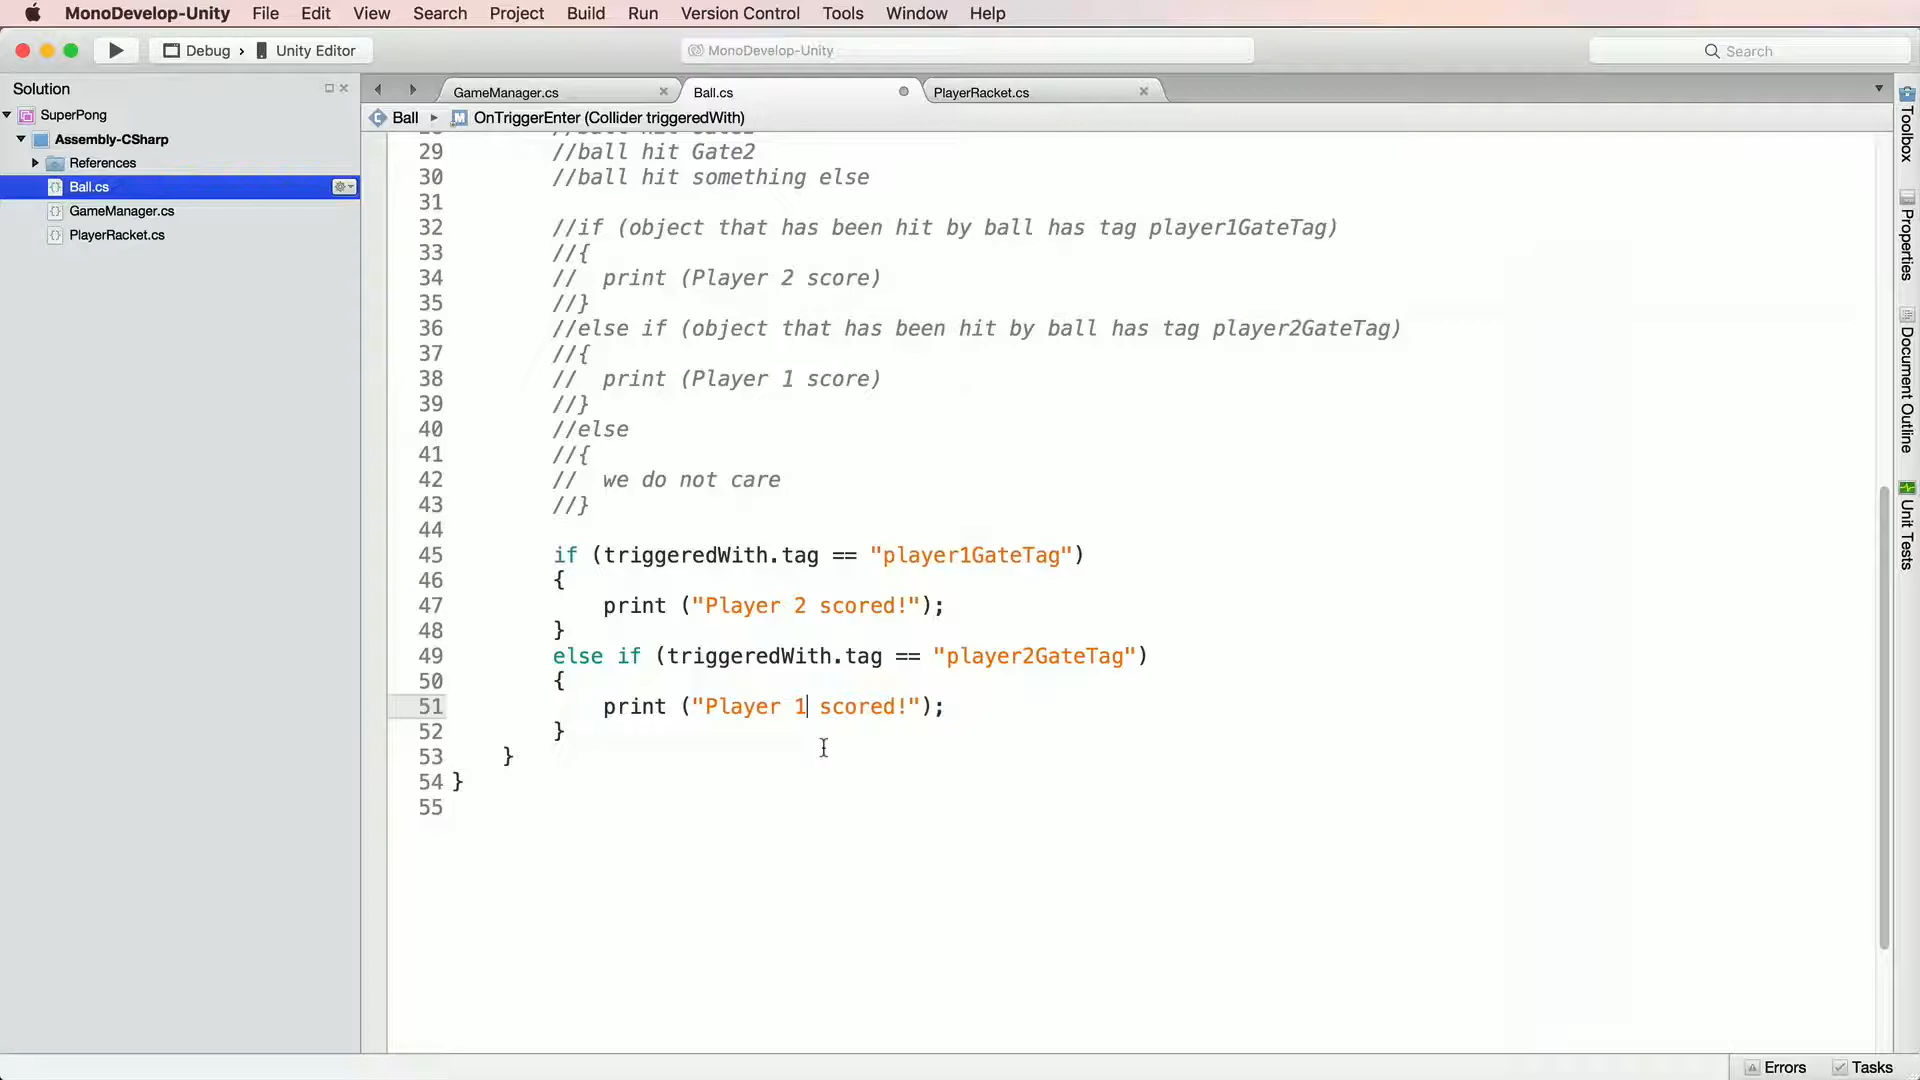 MonoDevelop-Unity File Edit View Search Project Build Run Version Control Tools Window Help
Debug › Unity Editor
MonoDevelop-Unity
Search
Solution
SuperPong
Assembly-CSharp
References
Ball.cs
GameManager.cs
PlayerRacket.cs
GameManager.cs
Ball.cs
PlayerRacket.cs
Ball ▸ OnTriggerEnter (Collider triggeredWith)
29 //ball hit Gate2
30 //ball hit something else
31
32 //if (object that has been hit by ball has tag player1GateTag)
33 //{
34 //  print (Player 2 score)
35 //}
36 //else if (object that has been hit by ball has tag player2GateTag)
37 //{
38 //  print (Player 1 score)
39 //}
40 //else
41 //{
42 //  we do not care
43 //}
44
45 if (triggeredWith.tag == "player1GateTag")
46 {
47 print ("Player 2 scored!");
48 }
49 else if (triggeredWith.tag == "player2GateTag")
50 {
51 print ("Player 1 scored!");
52 }
53 }
54 }
55
Toolbox
Properties
Document Outline
Unit Tests
Errors
Tasks